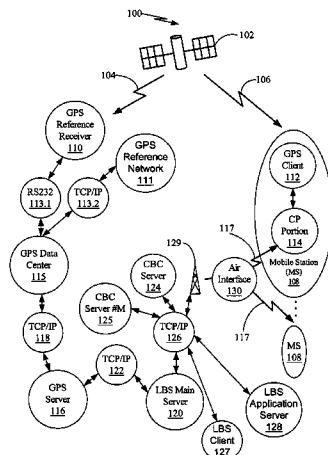 100
102
104
106
GPS
Reference
Receiver
110
GPS
Reference
Network
111
GPS
Client
112
RS232
113.1
TCP/IP
113.2
117
CP
Portion
114
129
Mobile Station
(MS)
108
GPS Data
Center
115
CBC
Server
124
Air
Interface
130
CBC
Server #M
125
TCP/IP
126
117
MS
108
TCP/IP
118
TCP/IP
122
GPS
Server
116
LBS Main
Server
120
LBS
Client
127
LBS
Application
Server
128